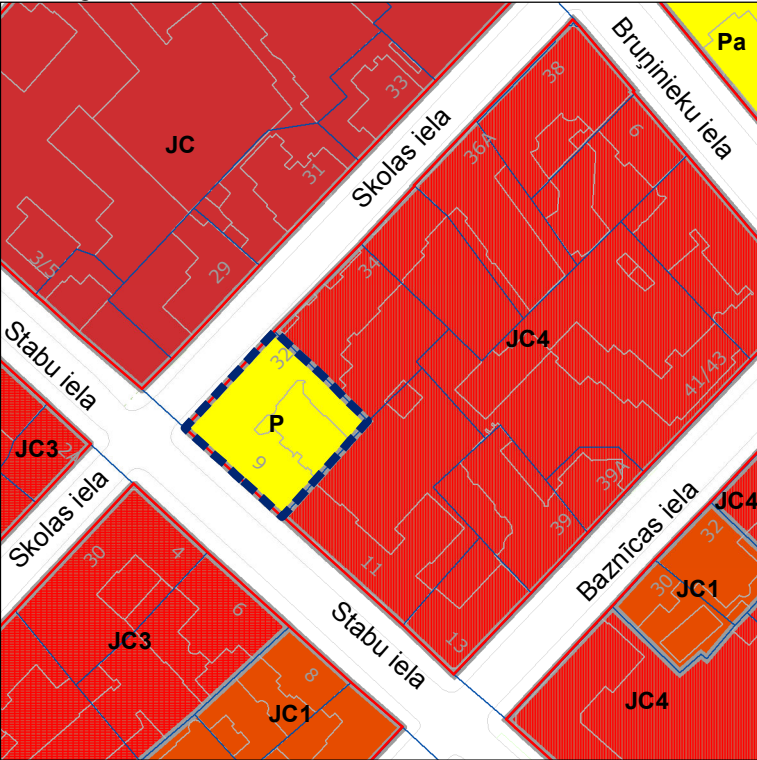 Pa
Bruņinieku iela
38
33
6
JC
Skolas iela
36A
31
3/5
29
34
Stabu iela
32
JC4
41/43
P
9
JC3
2A
39A
Skolas iela
39
JC4
Baznīcas iela
30
4
11
32
30
JC1
6
13
JC3
Stabu iela
8
JC1
JC4